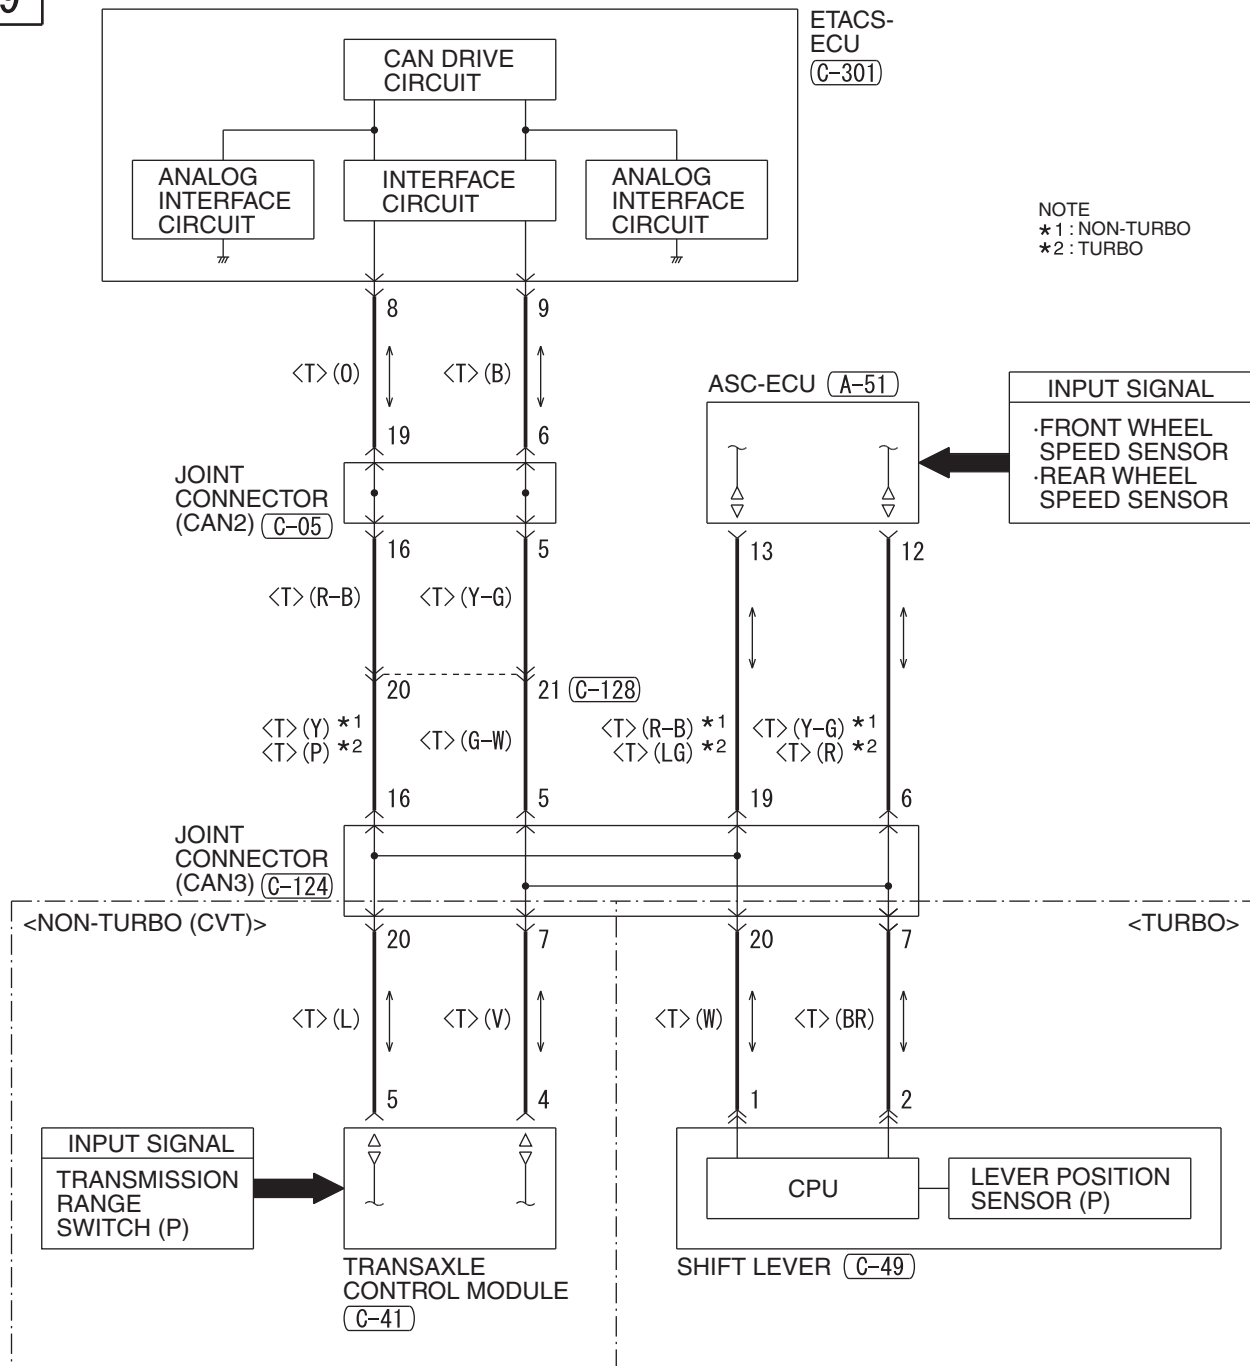 9
ETACS-
ECU
C-301
CAN DRIVE
CIRCUIT
ANALOG
INTERFACE
CIRCUIT
INTERFACE
CIRCUIT
ANALOG
INTERFACE
CIRCUIT
NOTE
*1 : NON-TURBO
*2 : TURBO
8
9
<T>(O)
<T>(B)
19
6
JOINT
CONNECTOR
(CAN2) C-05
16
5
<T>(R-B)
<T>(Y-G)
20
21 C-128
<T>(Y) *1
<T>(P) *2
<T>(G-W)
16
5
ASC-ECU A-51
INPUT SIGNAL
·FRONT WHEEL
SPEED SENSOR
·REAR WHEEL
SPEED SENSOR
13
12
<T>(R-B) *1
<T>(LG) *2
<T>(Y-G) *1
<T>(R) *2
19
6
JOINT
CONNECTOR
(CAN3) C-124
<NON-TURBO (CVT)>
<TURBO>
20
7
20
7
<T>(L)
<T>(V)
<T>(W)
<T>(BR)
5
4
1
2
INPUT SIGNAL
TRANSMISSION
RANGE
SWITCH (P)
TRANSAXLE
CONTROL MODULE
C-41
CPU
LEVER POSITION
SENSOR (P)
SHIFT LEVER C-49